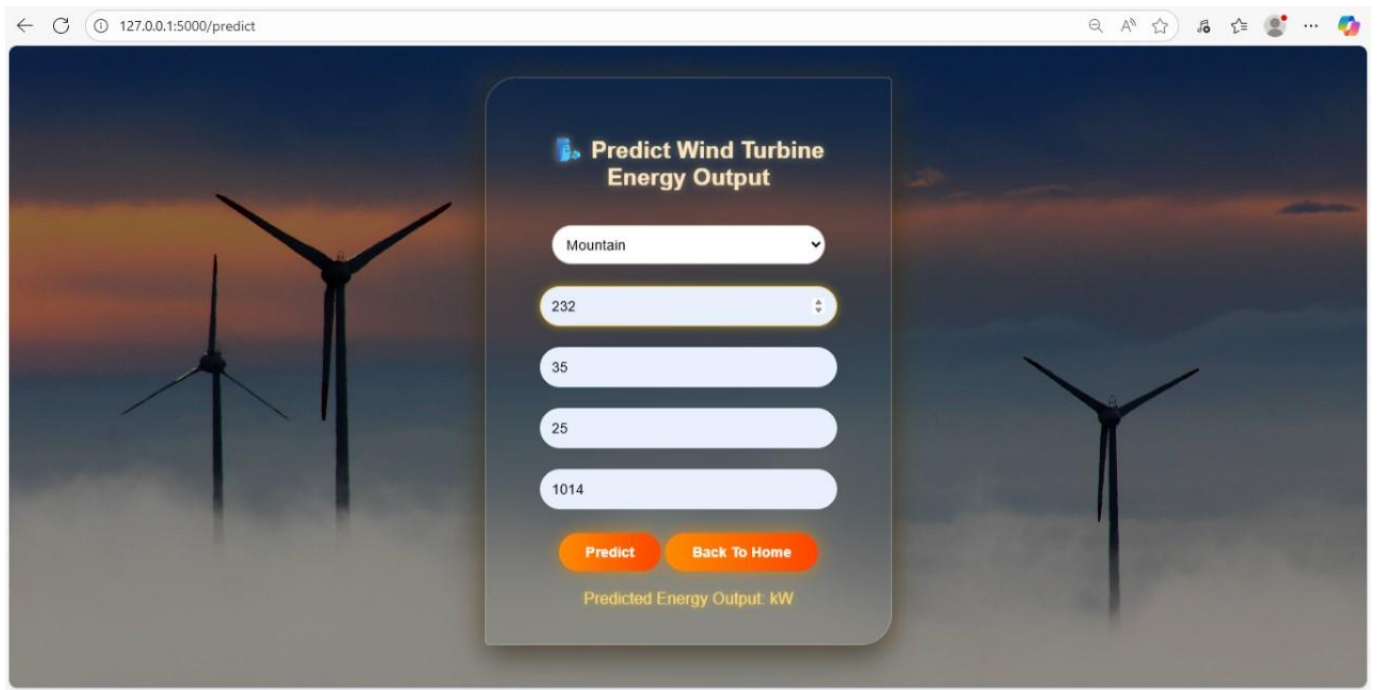 127.0.0.1:5000/predict
Predict Wind Turbine
Energy Output
Mountain
232
35
25
1014
Predict Back To Home
Predicted Energy Output: kW